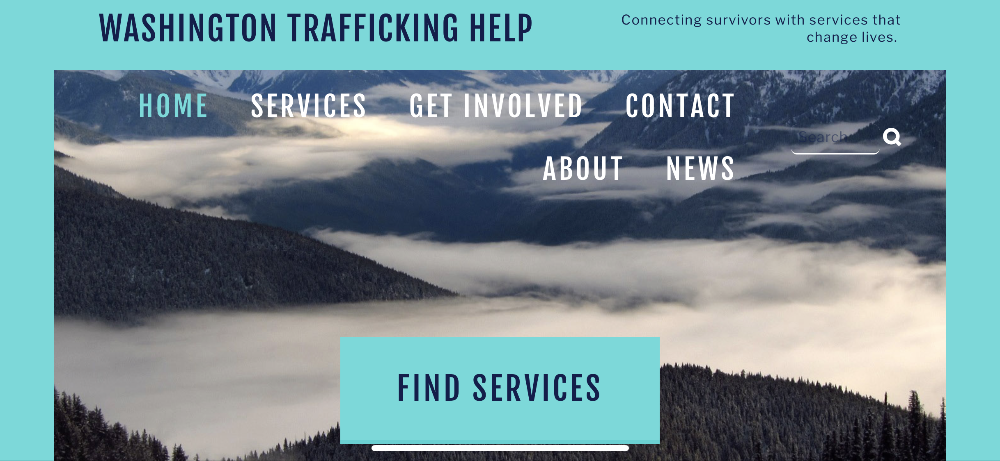 WASHINGTON TRAFFICKING HELP
Connecting survivors with services that
change lives.
HOME SERVICES GET INVOLVED CONTACT
Search
ABOUT NEWS
FIND SERVICES